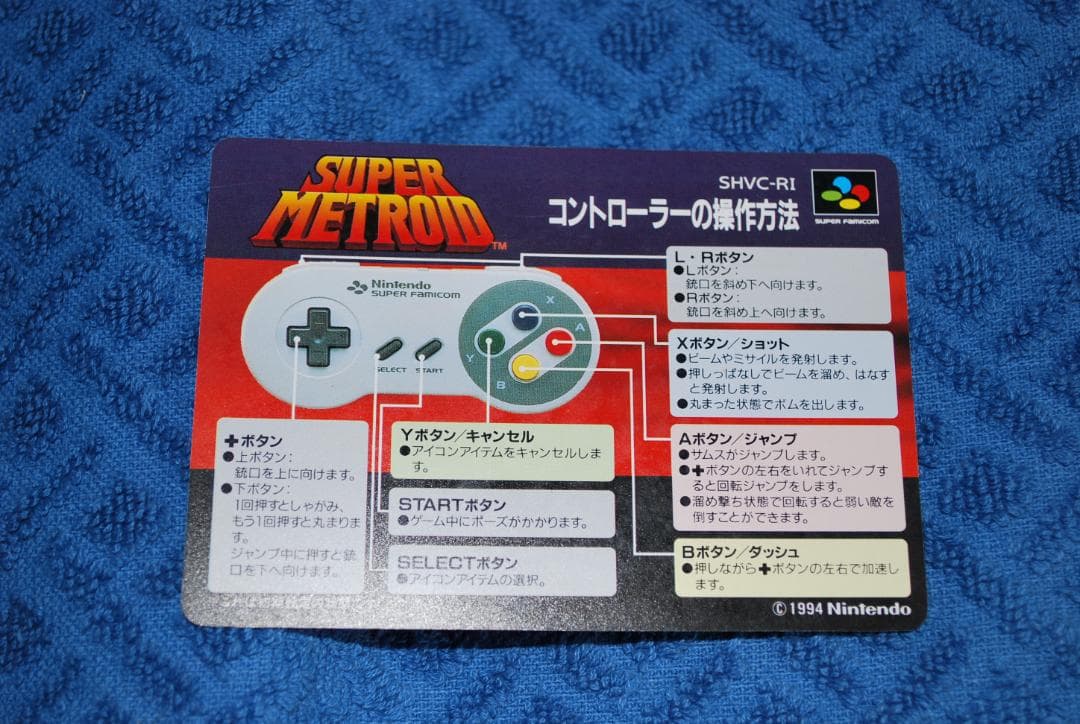 SUPER
METROID™
SHVC-RI
コントローラーの操作方法
SUPER FAMICOM
Nintendo
SUPER FAMICOM
X
A
Y
B
SELECT START
L・Rボタン
●Lボタン：
銃口を斜め下へ向けます。
●Rボタン：
銃口を斜め上へ向けます。
Xボタン／ショット
●ビームやミサイルを発射します。
●押しっぱなしでビームを溜め、はなす
と発射します。
●丸まった状態でボムを出します。
Aボタン／ジャンプ
●サムスがジャンプします。
●✚ボタンの左右をいれてジャンプす
ると回転ジャンプをします。
●溜め撃ち状態で回転すると弱い敵を
倒すことができます。
Bボタン／ダッシュ
●押しながら✚ボタンの左右で加速し
ます。
✚ボタン
●上ボタン：
銃口を上に向けます。
●下ボタン：
1回押すとしゃがみ、
もう1回押すと丸まりま
す。
ジャンプ中に押すと銃
口を下へ向けます。
Yボタン／キャンセル
●アイコンアイテムをキャンセルしま
す。
STARTボタン
●ゲーム中にポーズがかかります。
SELECTボタン
●アイコンアイテムの選択。
©1994 Nintendo